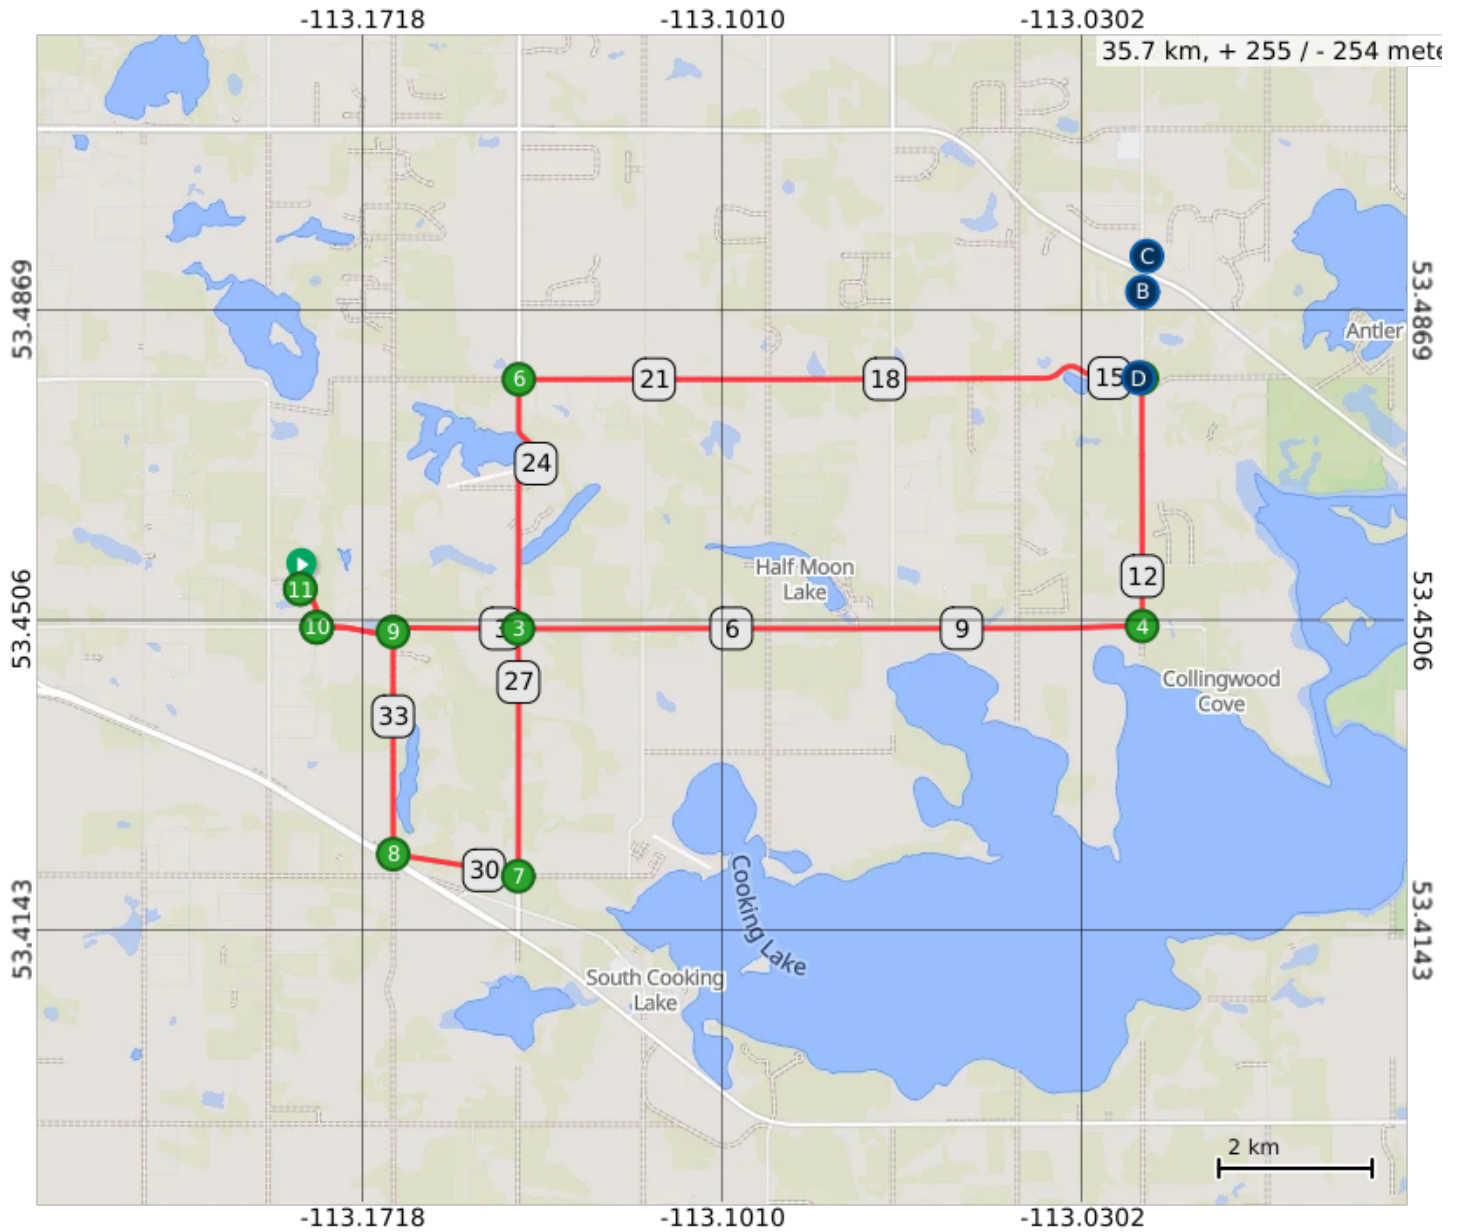 -113.1718
-113.1010
-113.0302
35.7 km, + 255 / - 254 mete
C
B
53.4869
53.4869
Antler
6
21
18
15
D
24
Half Moon
Lake
12
11
10
9
3
3
6
9
4
53.4506
53.4506
27
Collingwood
Cove
33
8
30
7
Cooking Lake
53.4143
53.4143
South Cooking
Lake
2 km
-113.1718
-113.1010
-113.0302